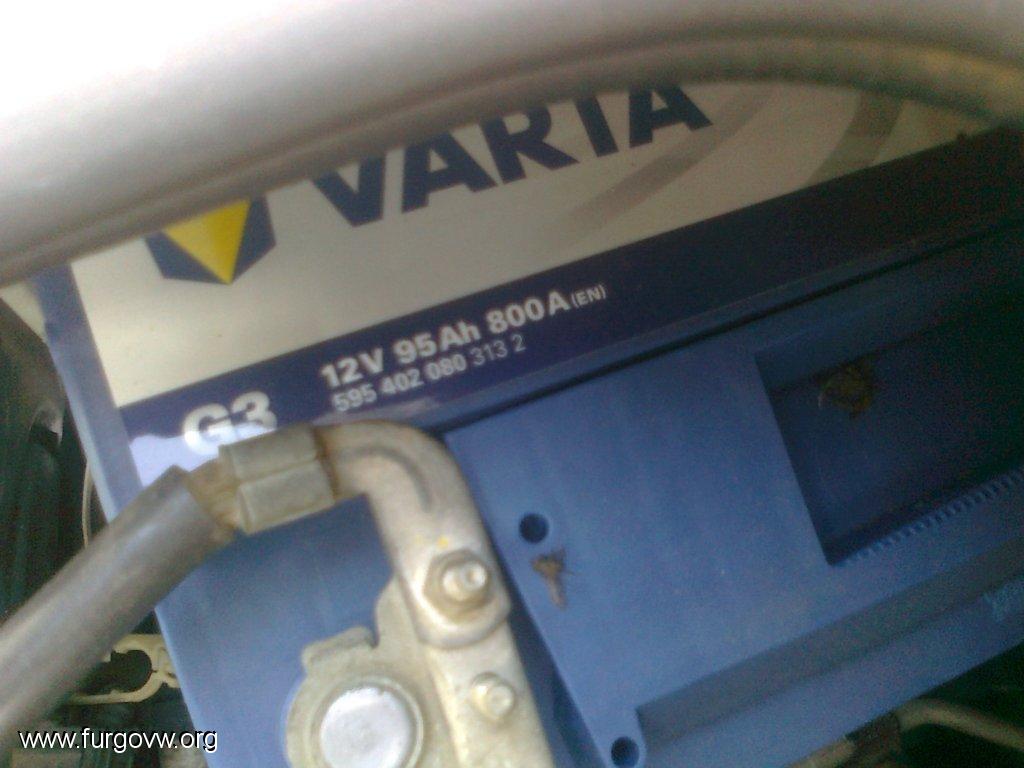 VARTA
12V 95Ah 800A (EN)
595 402 080 313 2
G3
www.furgovw.org